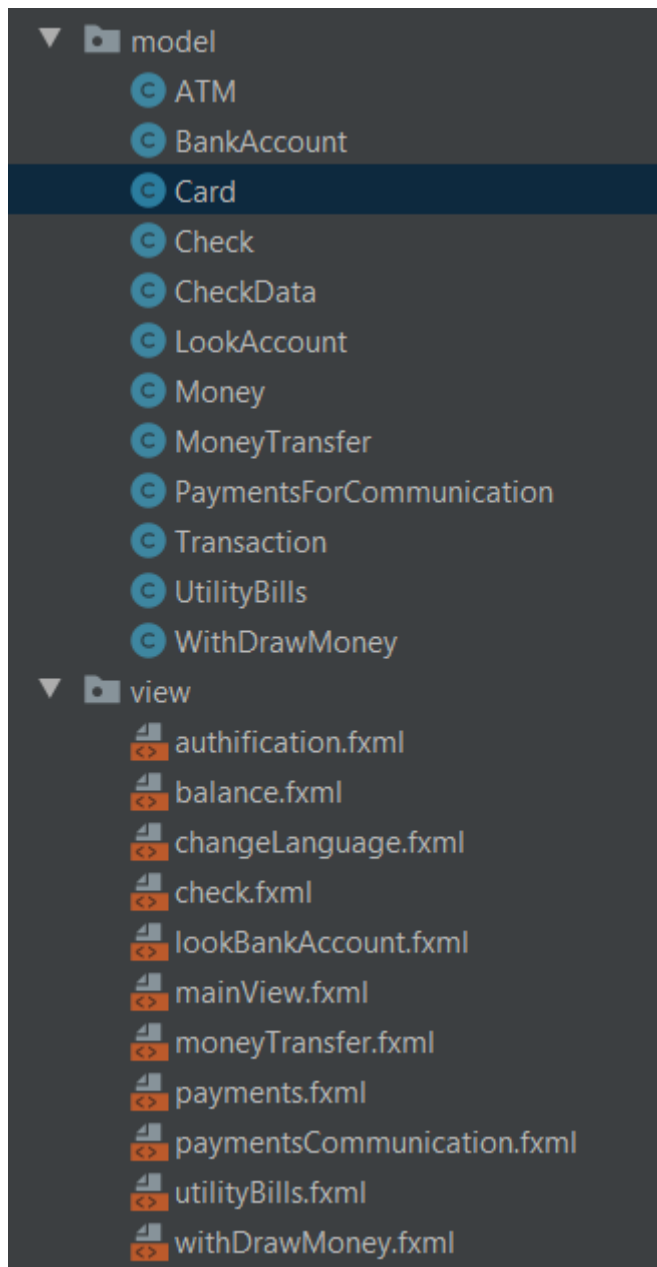 model
ATM
BankAccount
Card
Check
CheckData
LookAccount
Money
MoneyTransfer
PaymentsForCommunication
Transaction
UtilityBills
WithDrawMoney
view
authification.fxml
balance.fxml
changeLanguage.fxml
check.fxml
lookBankAccount.fxml
mainView.fxml
moneyTransfer.fxml
payments.fxml
paymentsCommunication.fxml
utilityBills.fxml
withDrawMoney.fxml